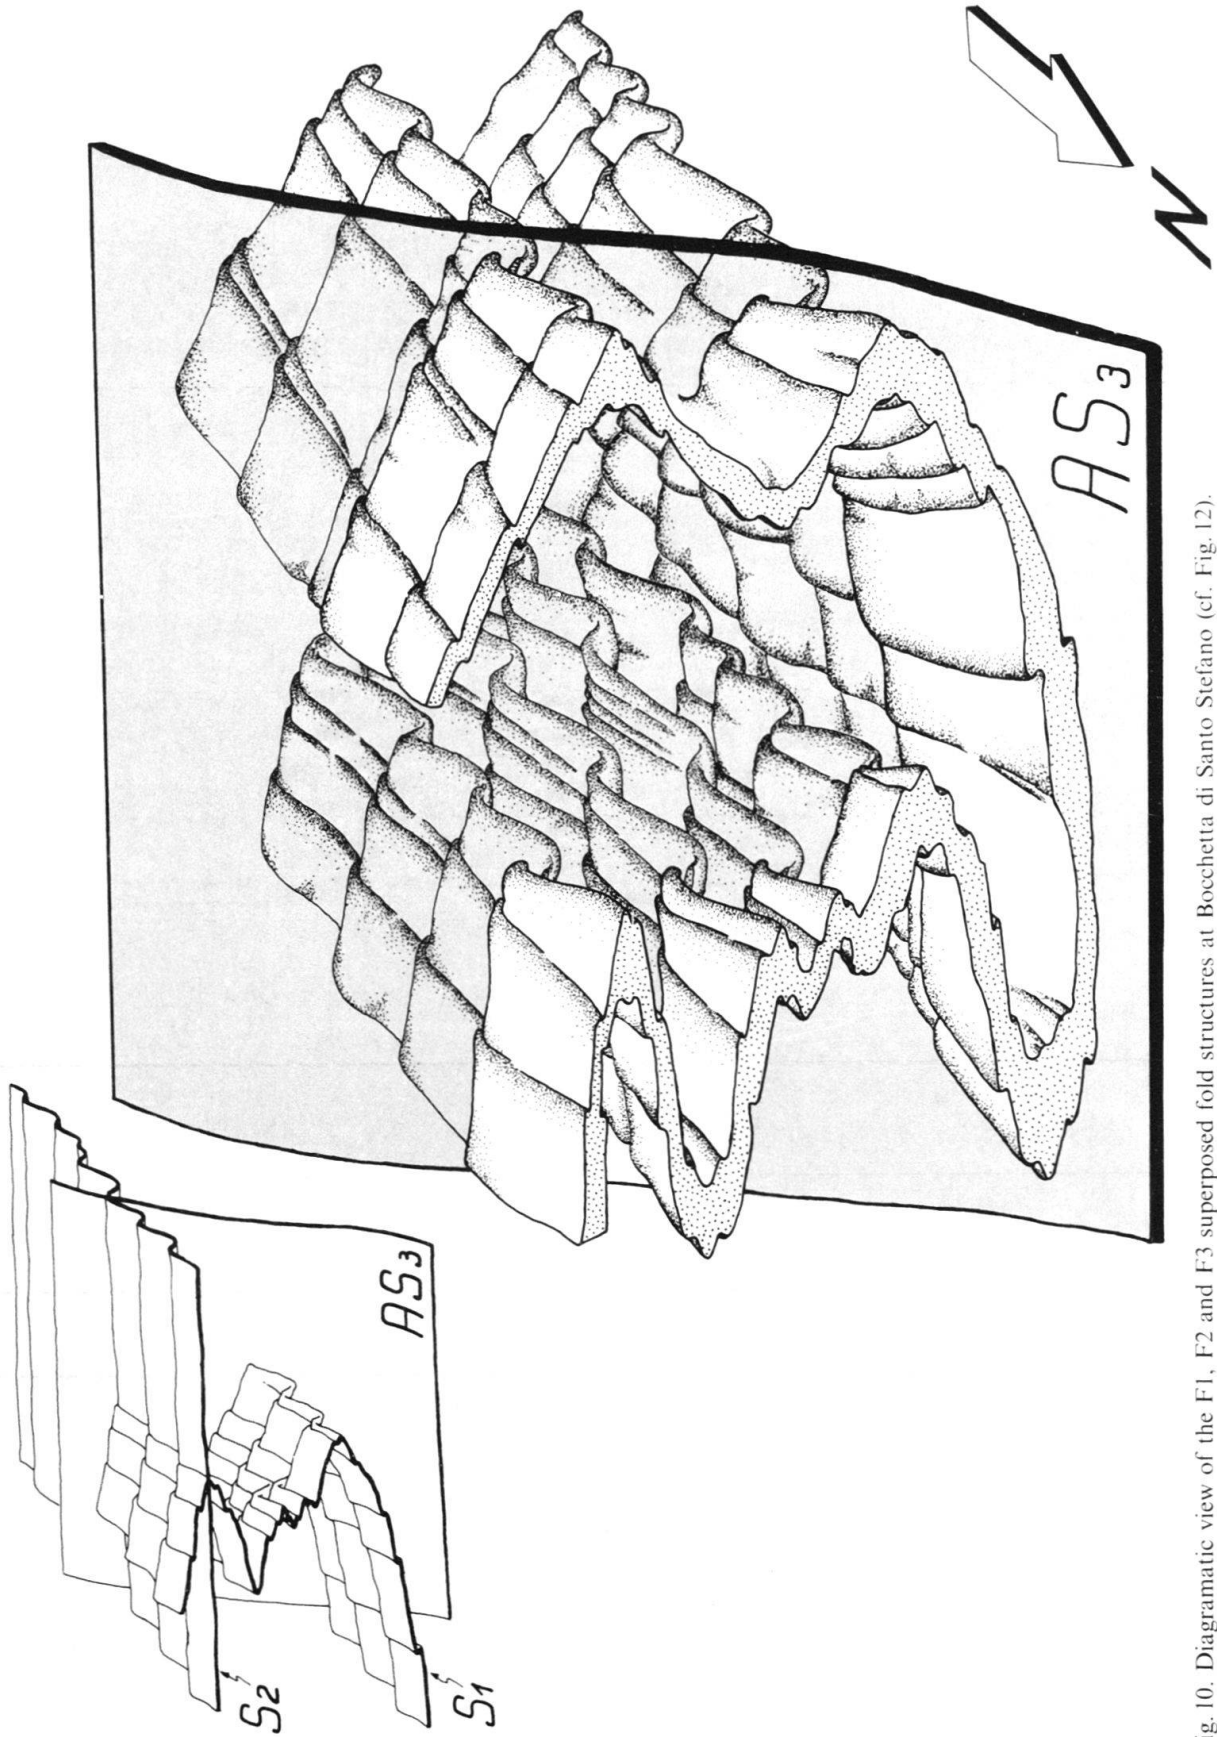 S2
S1
AS3
AS3
N
ig. 10. Diagramatic view of the F1, F2 and F3 superposed fold structures at Bocchetta di Santo Stefano (cf. Fig. 12).